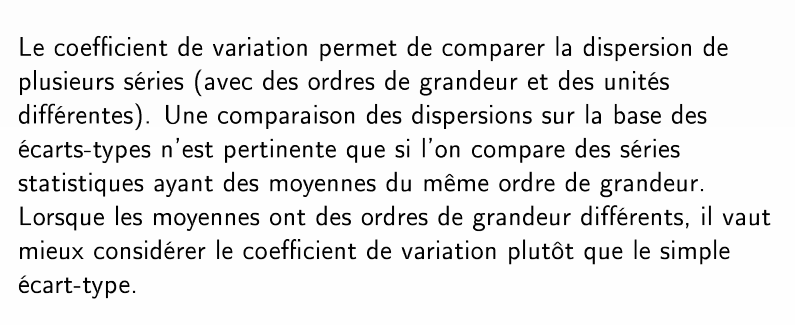 Le coefficient de variation permet de comparer la dispersion de
plusieurs séries (avec des ordres de grandeur et des unités
différentes). Une comparaison des dispersions sur la base des
écarts-types n'est pertinente que si l'on compare des séries
statistiques ayant des moyennes du même ordre de grandeur.
Lorsque les moyennes ont des ordres de grandeur différents, il vaut
mieux considérer le coefficient de variation plutôt que le simple
écart-type.